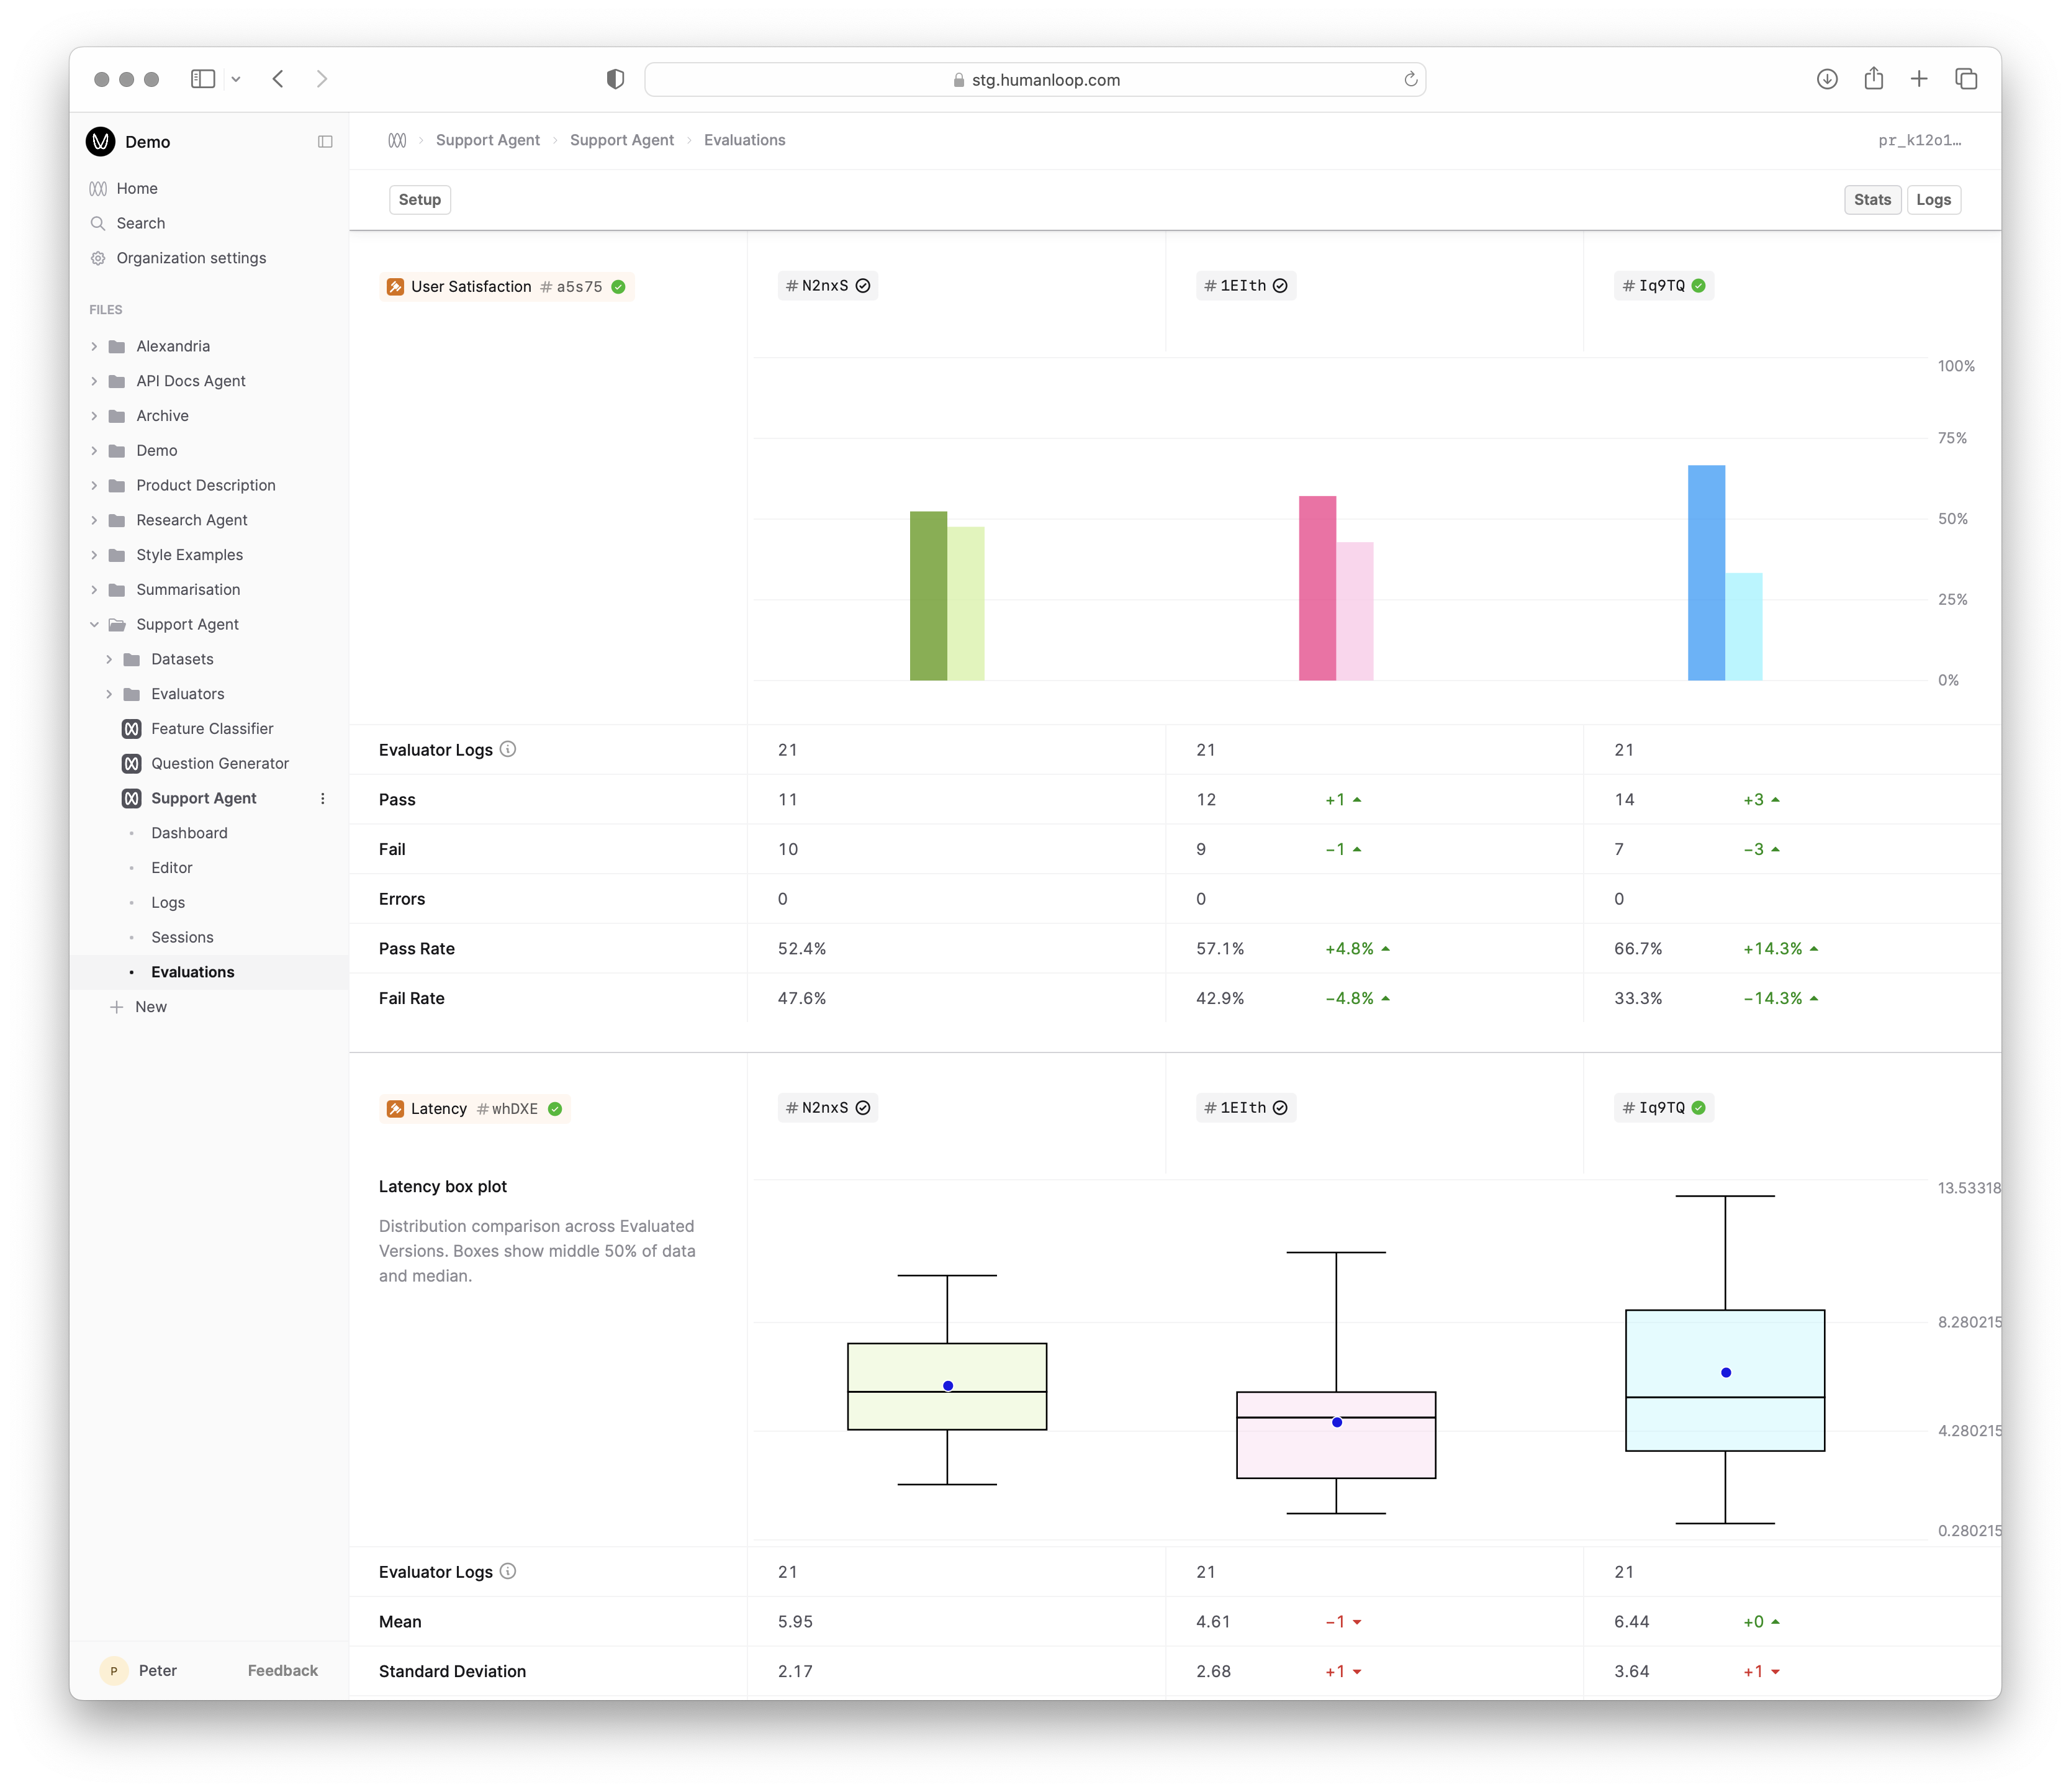 stg.humanloop.com
Demo
Home
Search
Organization settings
FILES
Alexandria
API Docs Agent
Archive
Demo
Product Description
Research Agent
Style Examples
Summarisation
Support Agent
Datasets
Evaluators
Feature Classifier
Question Generator
Support Agent
Dashboard
Editor
Logs
Sessions
Evaluations
New
P Peter Feedback
Support Agent Support Agent Evaluations pr_k12o1…
Setup Stats Logs
User Satisfaction # a5s75 # N2nxS # 1EIth # Iq9TQ
100%
75%
50%
25%
0%
Evaluator Logs 21 21 21
Pass 11 12 +1 14 +3
Fail 10 9 −1 7 −3
Errors 0 0 0
Pass Rate 52.4% 57.1% +4.8% 66.7% +14.3%
Fail Rate 47.6% 42.9% −4.8% 33.3% −14.3%
Latency # whDXE # N2nxS # 1EIth # Iq9TQ
Latency box plot
Distribution comparison across Evaluated
Versions. Boxes show middle 50% of data
and median.
13.53318
8.280215
4.280215
0.280215
Evaluator Logs 21 21 21
Mean 5.95 4.61 −1 6.44 +0
Standard Deviation 2.17 2.68 +1 3.64 +1